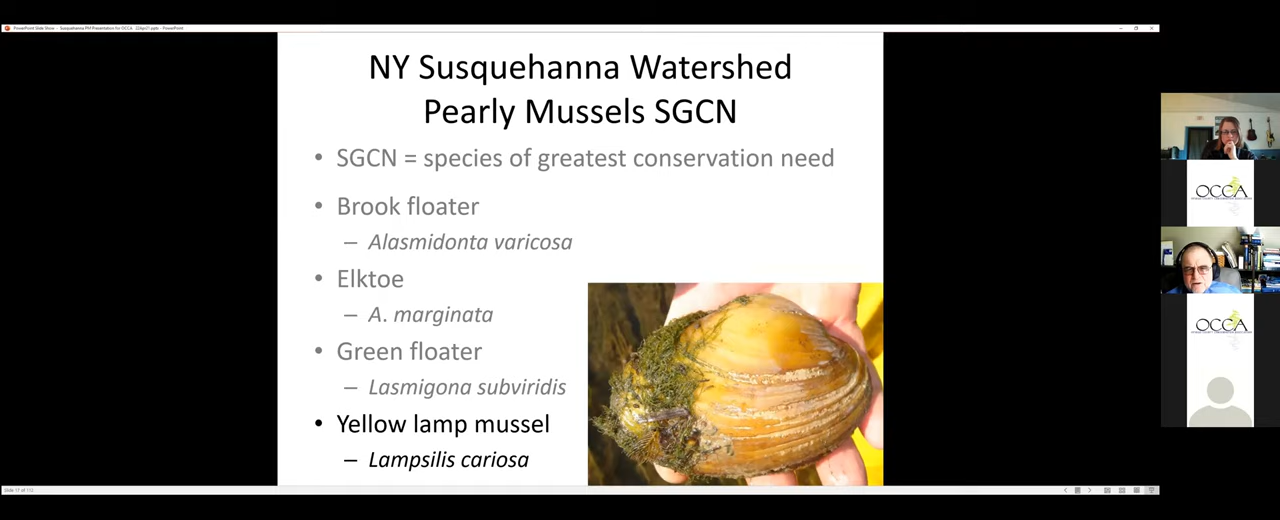 NY Susquehanna Watershed
Pearly Mussels SGCN
• SGCN = species of greatest conservation need
• Brook floater
– Alasmidonta varicosa
• Elktoe
– A. marginata
• Green floater
– Lasmigona subviridis
• Yellow lamp mussel
– Lampsilis cariosa
OCCA
OCCA